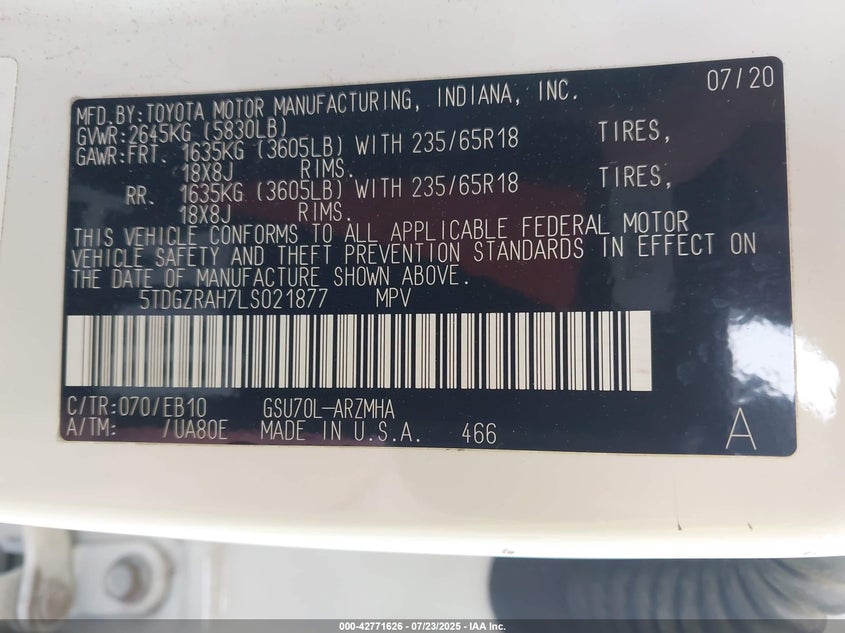 07/20
MFD.BY:TOYOTA MOTOR MANUFACTURING, INDIANA, INC.
GVWR:2645KG (5830LB)
GAWR:FRT. 1635KG (3605LB) WITH 235/65R18 TIRES,
18X8J RIMS.
RR. 1635KG (3605LB) WITH 235/65R18 TIRES,
18X8J RIMS.
THIS VEHICLE CONFORMS TO ALL APPLICABLE FEDERAL MOTOR
VEHICLE SAFETY AND THEFT PREVENTION STANDARDS IN EFFECT ON
THE DATE OF MANUFACTURE SHOWN ABOVE.
5TDGZRAH7LS021877 MPV
C/TR:070/EB10 GSU70L-ARZMHA
A/TM: /UA80E MADE IN U.S.A. 466
A
000-42771626 - 07/23/2025 - IAA Inc.